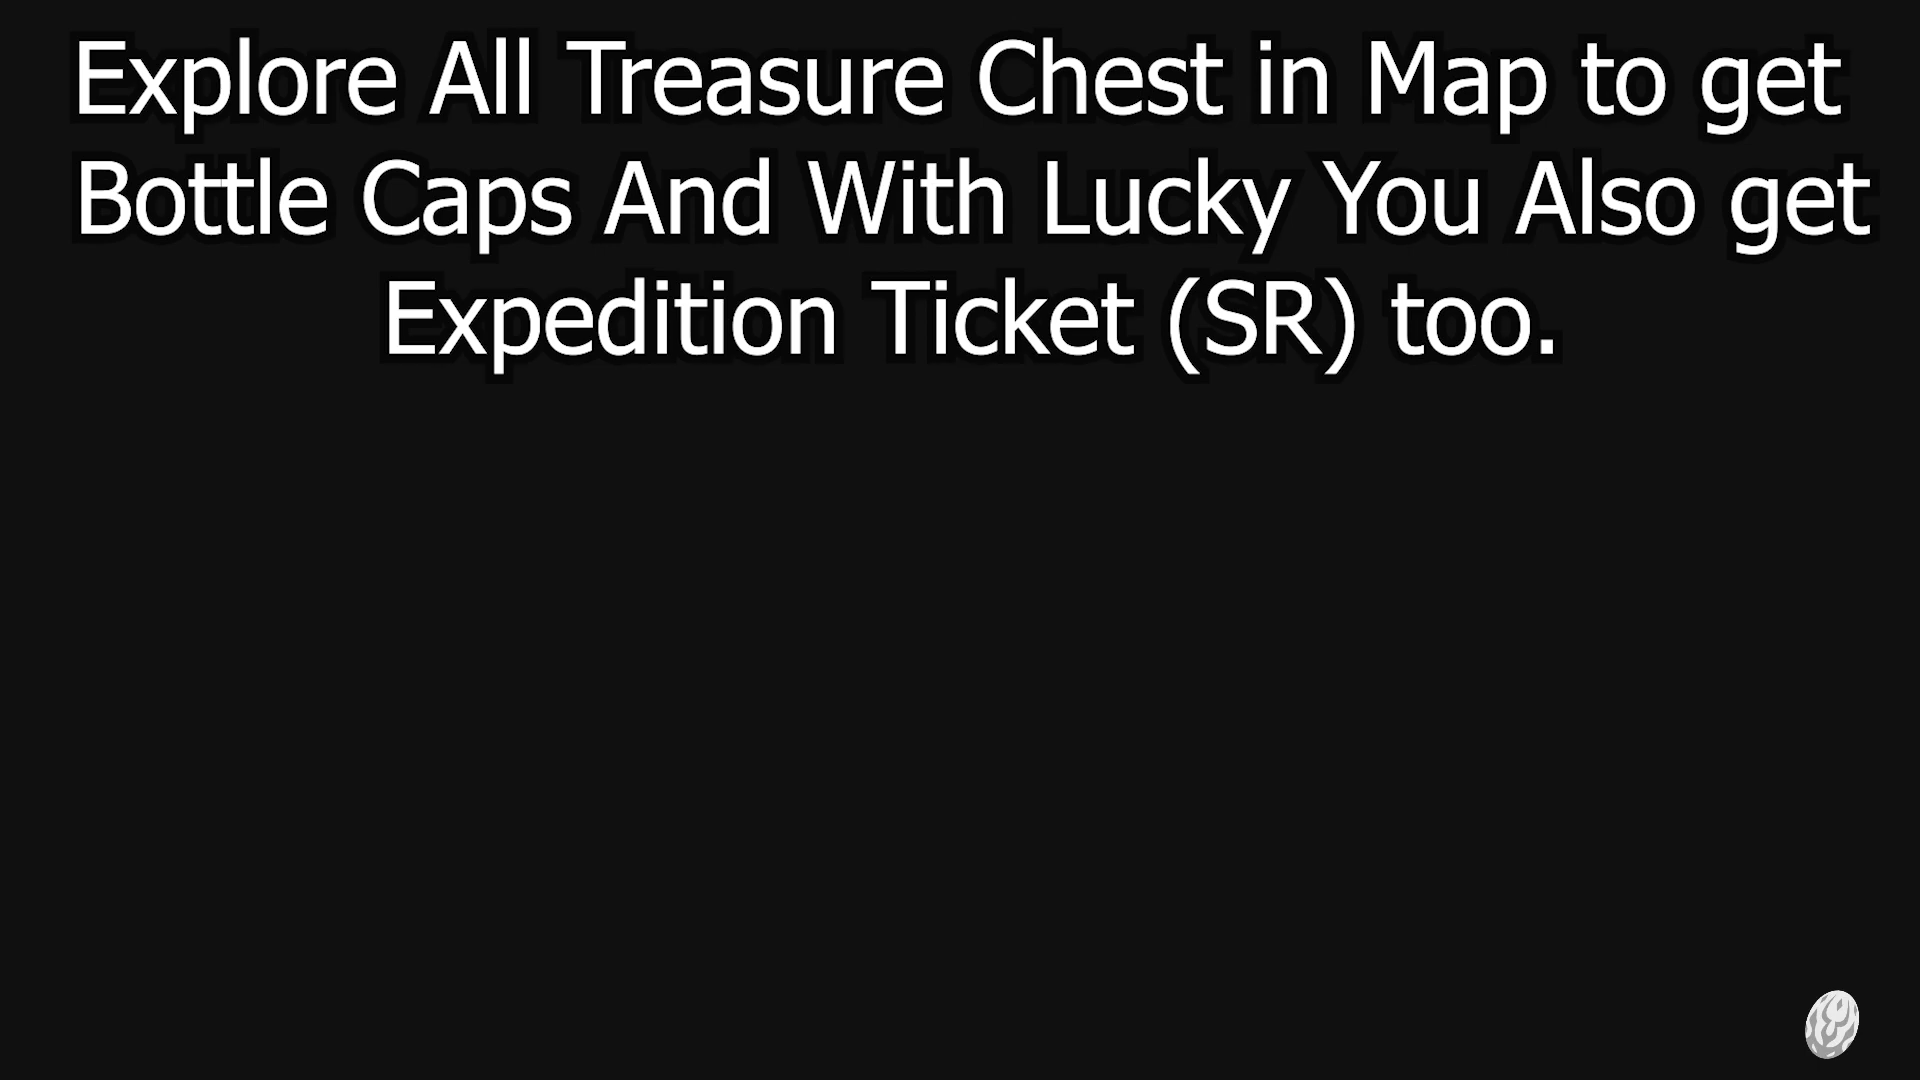 Explore All Treasure Chest in Map to get
Bottle Caps And With Lucky You Also get
Expedition Ticket (SR) too.